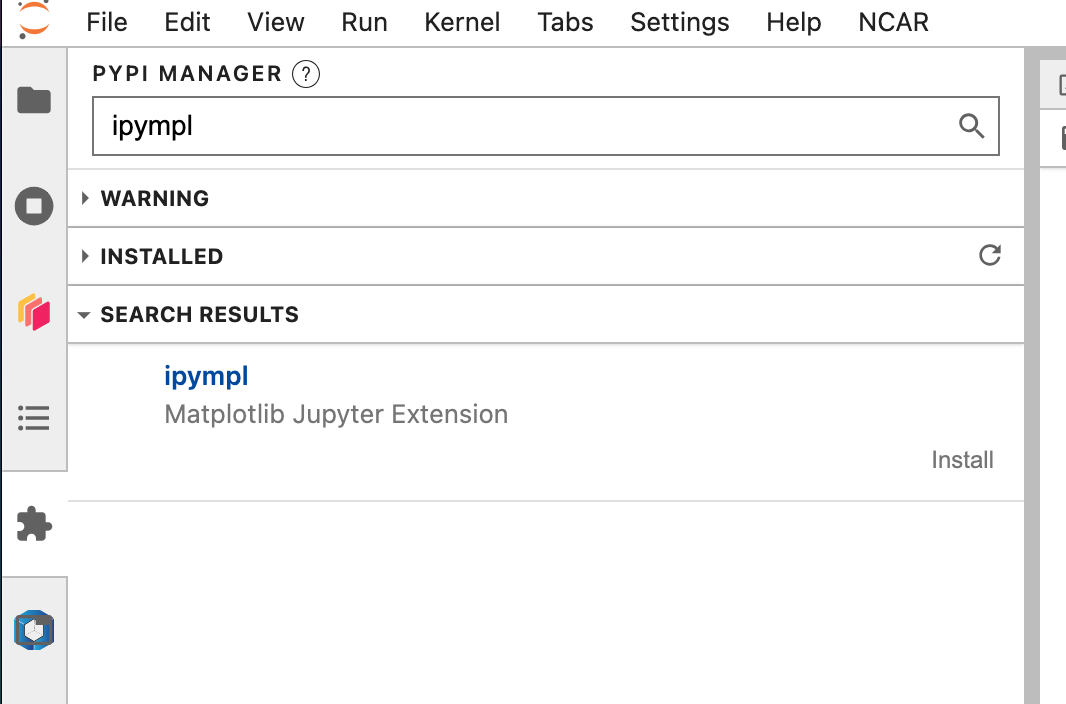 File Edit View Run Kernel Tabs Settings Help NCAR
PYPI MANAGER ?
ipympl
WARNING
INSTALLED
SEARCH RESULTS
ipympl
Matplotlib Jupyter Extension
Install